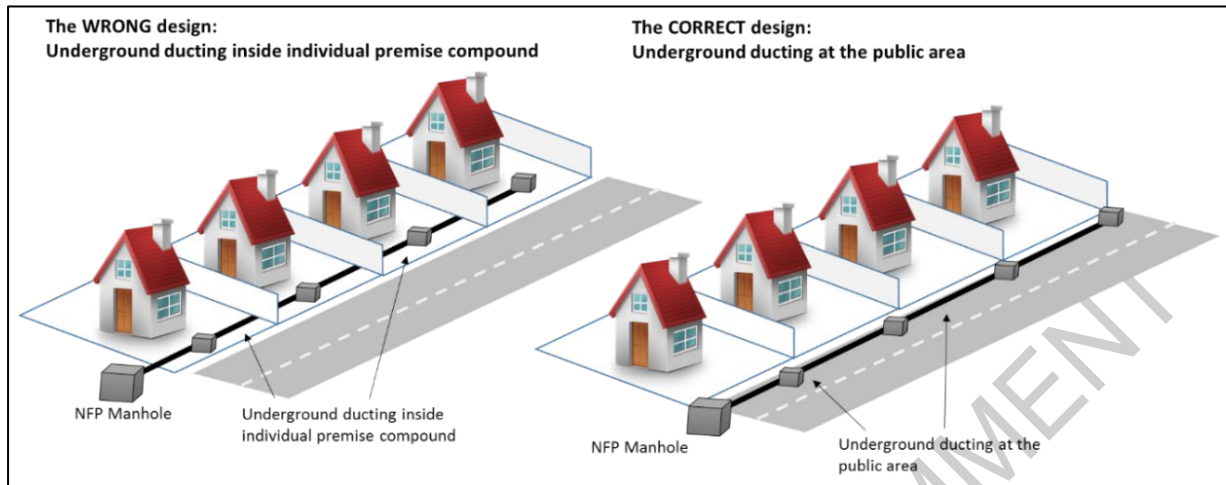 The WRONG design:
Underground ducting inside individual premise compound
NFP Manhole
Underground ducting inside
individual premise compound
The CORRECT design:
Underground ducting at the public area
NFP Manhole
Underground ducting at the
public area